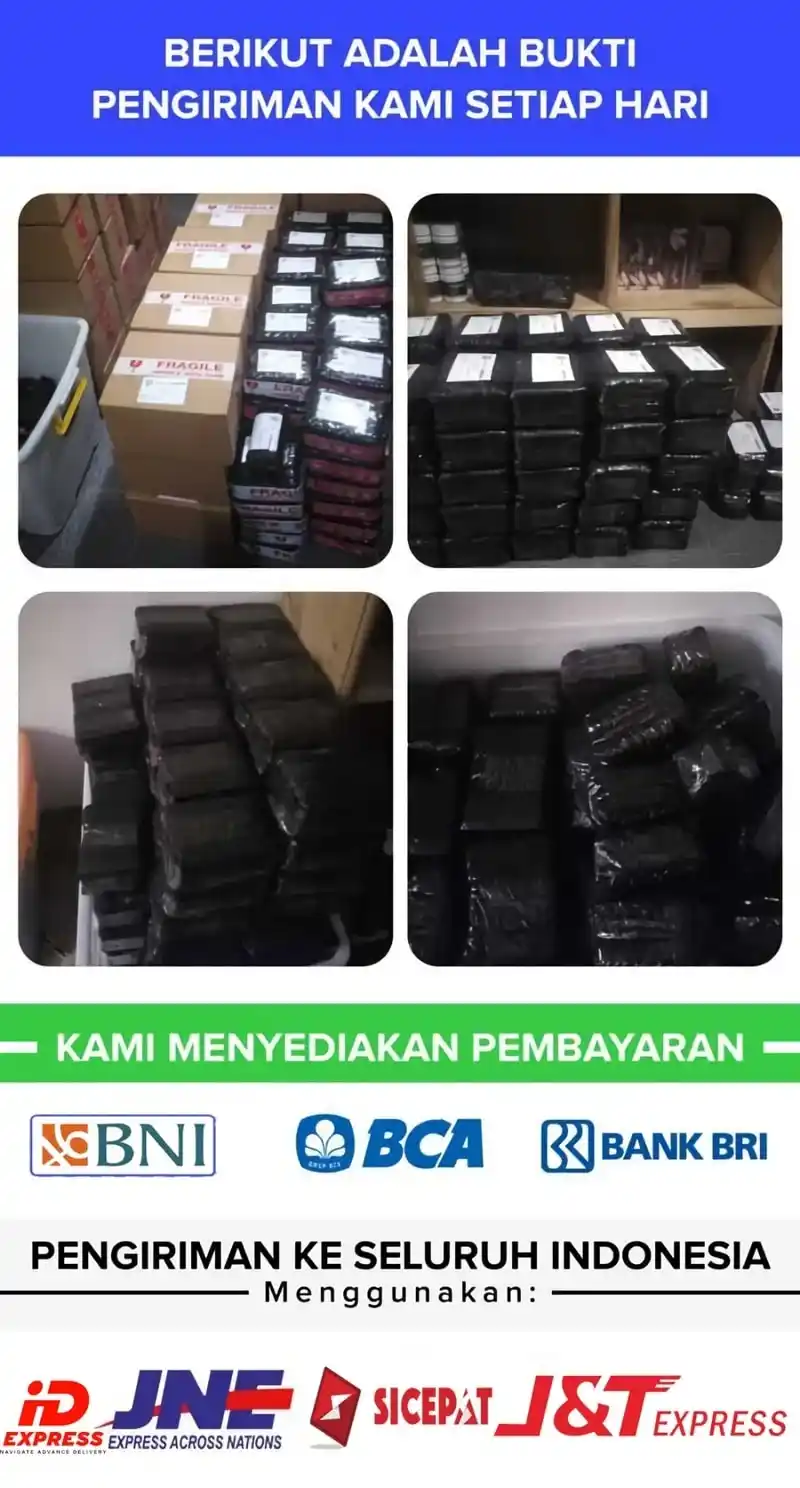 BERIKUT ADALAH BUKTI
PENGIRIMAN KAMI SETIAP HARI
FRAGILE
FRAGILE
FRAGILE
FRAGILE
KAMI MENYEDIAKAN PEMBAYARAN
BNI
BCA
BANK BRI
PENGIRIMAN KE SELURUH INDONESIA
Menggunakan:
iD
EXPRESS
NAVIGATE ADVANCE DELIVERY
JNE
EXPRESS ACROSS NATIONS
SICEPAT
J&T
EXPRESS